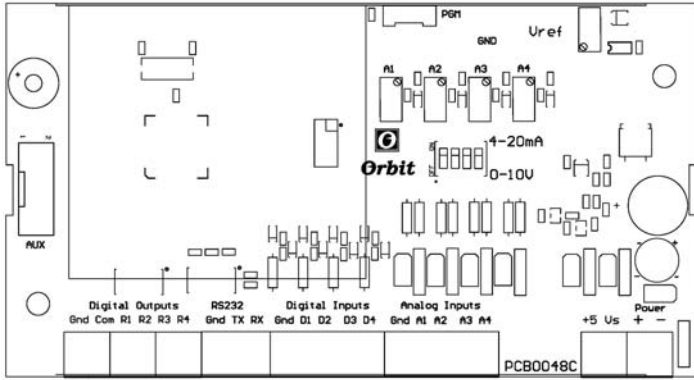 PGM
Vref
GND
A1 A2 A3 A4
4-20mA
Orbit
0-10V
1 2
AUX
Digital Outputs RS232 Digital Inputs Analog Inputs Power
Gnd Com R1 R2 R3 R4 Gnd TX RX Gnd D1 D2 D3 D4 Gnd A1 A2 A3 A4 +5 Vs + -
PCB0048C